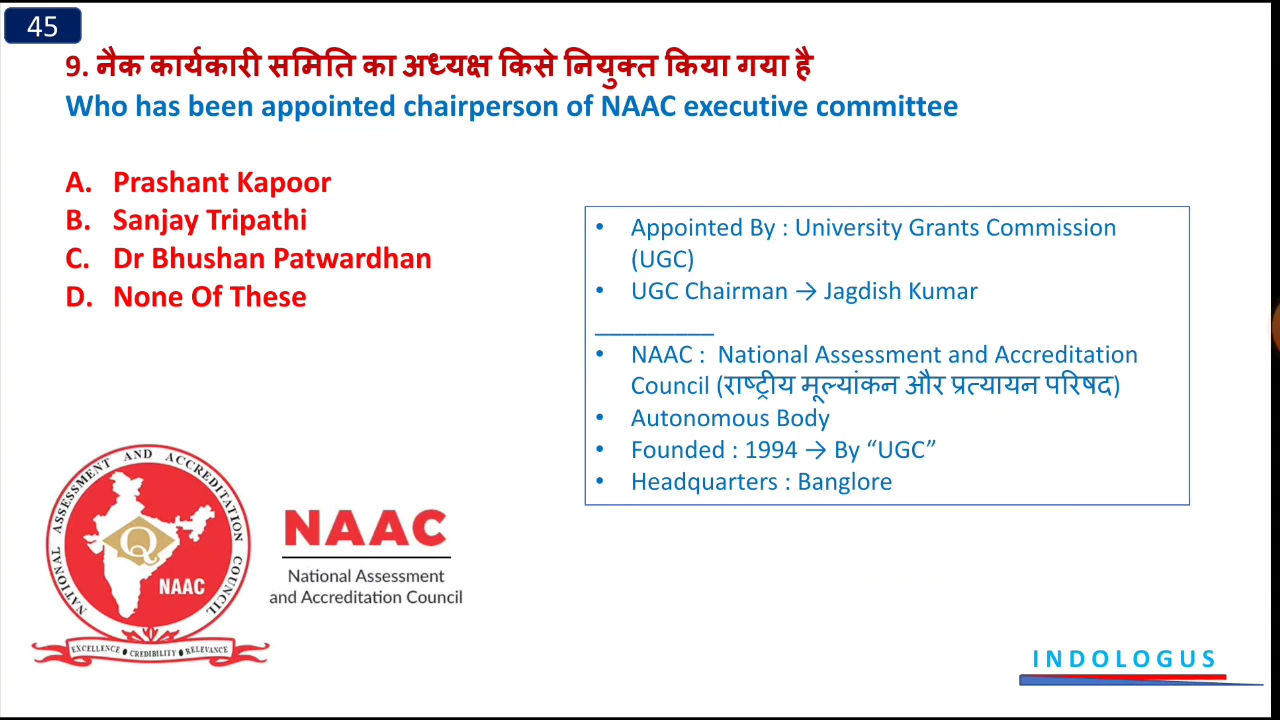 45
9. नैक कार्यकारी समिति का अध्यक्ष किसे नियुक्त किया गया है
Who has been appointed chairperson of NAAC executive committee
A. Prashant Kapoor
B. Sanjay Tripathi
C. Dr Bhushan Patwardhan
D. None Of These
• Appointed By : University Grants Commission
(UGC)
• UGC Chairman → Jagdish Kumar
_________
• NAAC : National Assessment and Accreditation
Council (राष्ट्रीय मूल्यांकन और प्रत्यायन परिषद)
• Autonomous Body
• Founded : 1994 → By “UGC”
• Headquarters : Banglore
NATIONAL ASSESSMENT AND ACCREDITATION COUNCIL
Q
NAAC
EXCELLENCE ● CREDIBILITY ● RELEVANCE
NAAC
National Assessment
and Accreditation Council
INDOLOGUS